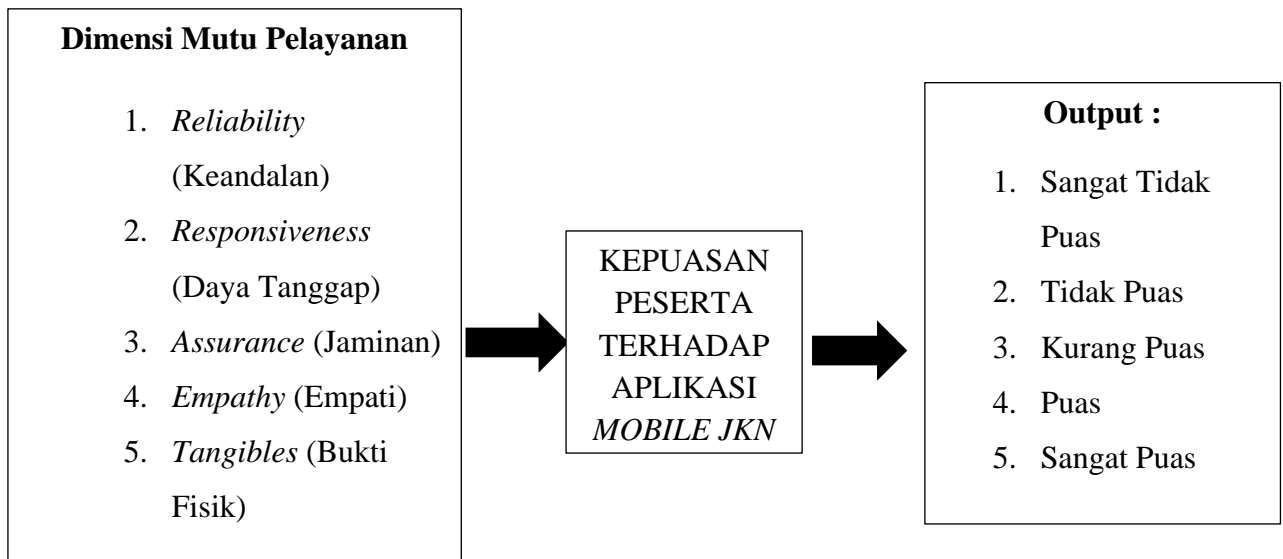 Dimensi Mutu Pelayanan
1. Reliability
(Keandalan)
2. Responsiveness
(Daya Tanggap)
3. Assurance (Jaminan)
4. Empathy (Empati)
5. Tangibles (Bukti
Fisik)
KEPUASAN
PESERTA
TERHADAP
APLIKASI
MOBILE JKN
Output :
1. Sangat Tidak
Puas
2. Tidak Puas
3. Kurang Puas
4. Puas
5. Sangat Puas